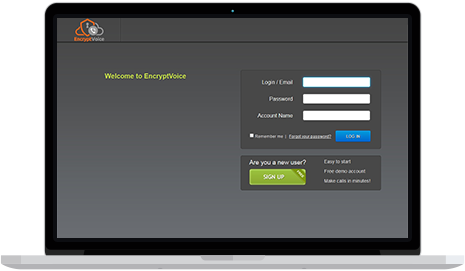 EncryptVoice
Welcome to EncryptVoice
Login / Email
Password
Account Name
Remember me | Forgot your password?
LOG IN
Are you a new user?
SIGN UP
FREE
Easy to start
Free demo account
Make calls in minutes!